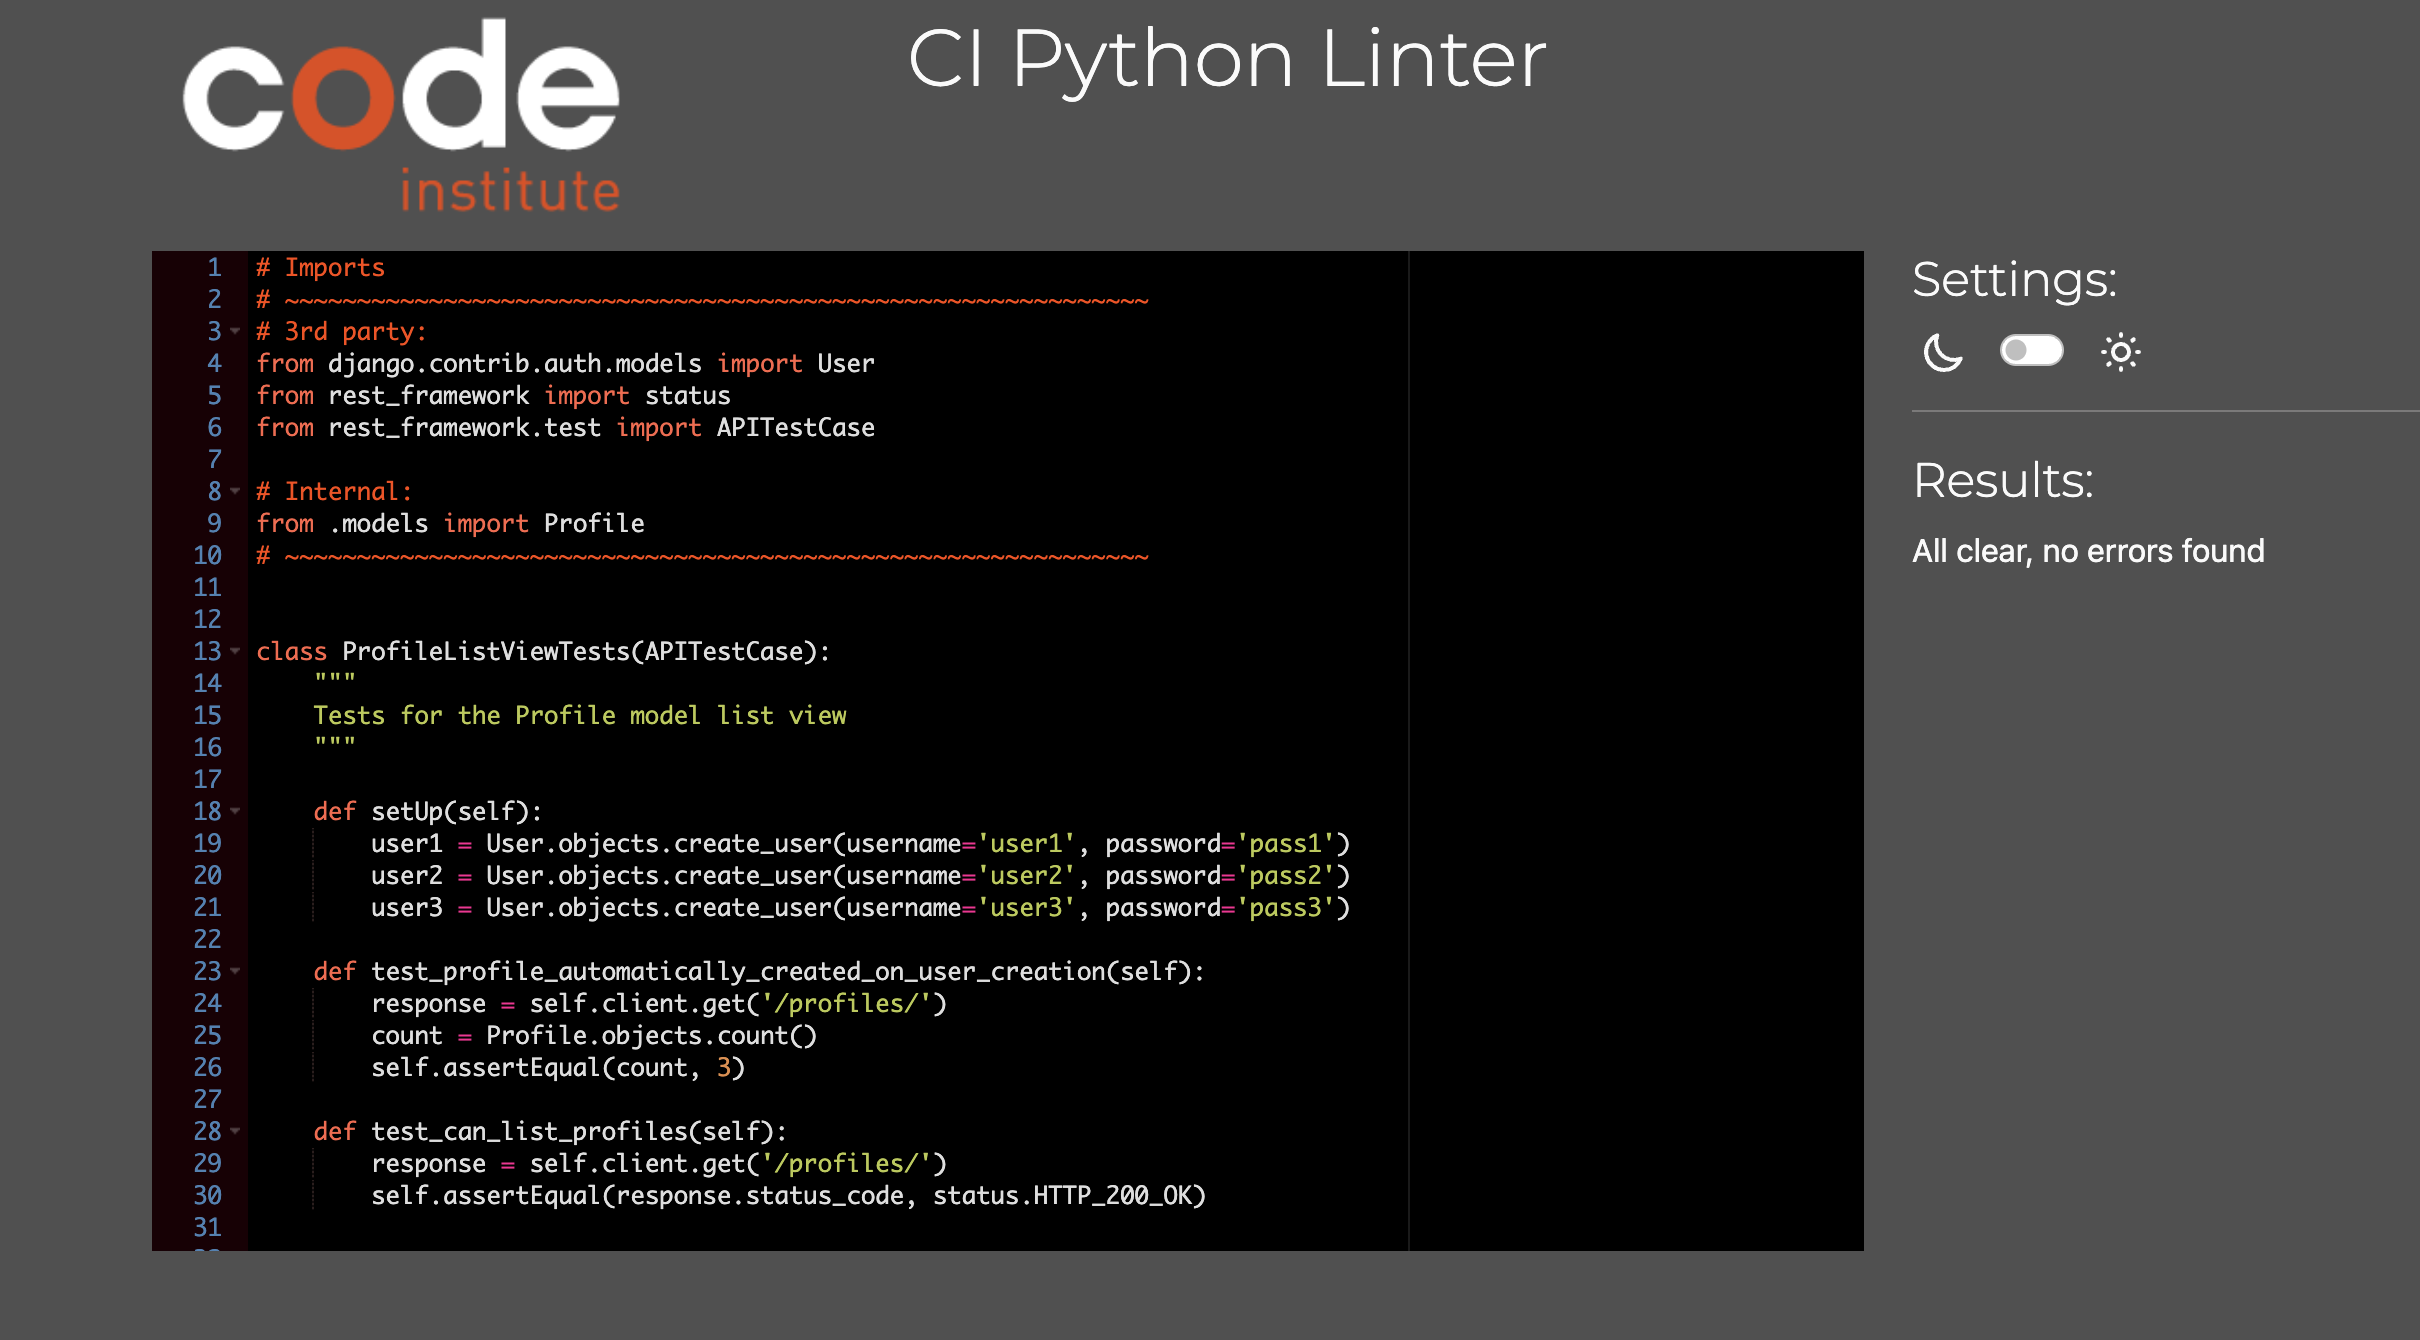 code
institute
CI Python Linter
1 # Imports
2 # ~~~~~~~~~~~~~~~~~~~~~~~~~~~~~~~~~~~~~~~~~~~~~~~~~~~~~~~~~~~~
3 # 3rd party:
4 from django.contrib.auth.models import User
5 from rest_framework import status
6 from rest_framework.test import APITestCase
7
8 # Internal:
9 from .models import Profile
10 # ~~~~~~~~~~~~~~~~~~~~~~~~~~~~~~~~~~~~~~~~~~~~~~~~~~~~~~~~~~~~
11
12
13 class ProfileListViewTests(APITestCase):
14     """
15     Tests for the Profile model list view
16     """
17
18     def setUp(self):
19         user1 = User.objects.create_user(username='user1', password='pass1')
20         user2 = User.objects.create_user(username='user2', password='pass2')
21         user3 = User.objects.create_user(username='user3', password='pass3')
22
23     def test_profile_automatically_created_on_user_creation(self):
24         response = self.client.get('/profiles/')
25         count = Profile.objects.count()
26         self.assertEqual(count, 3)
27
28     def test_can_list_profiles(self):
29         response = self.client.get('/profiles/')
30         self.assertEqual(response.status_code, status.HTTP_200_OK)
31
Settings:
Results:
All clear, no errors found